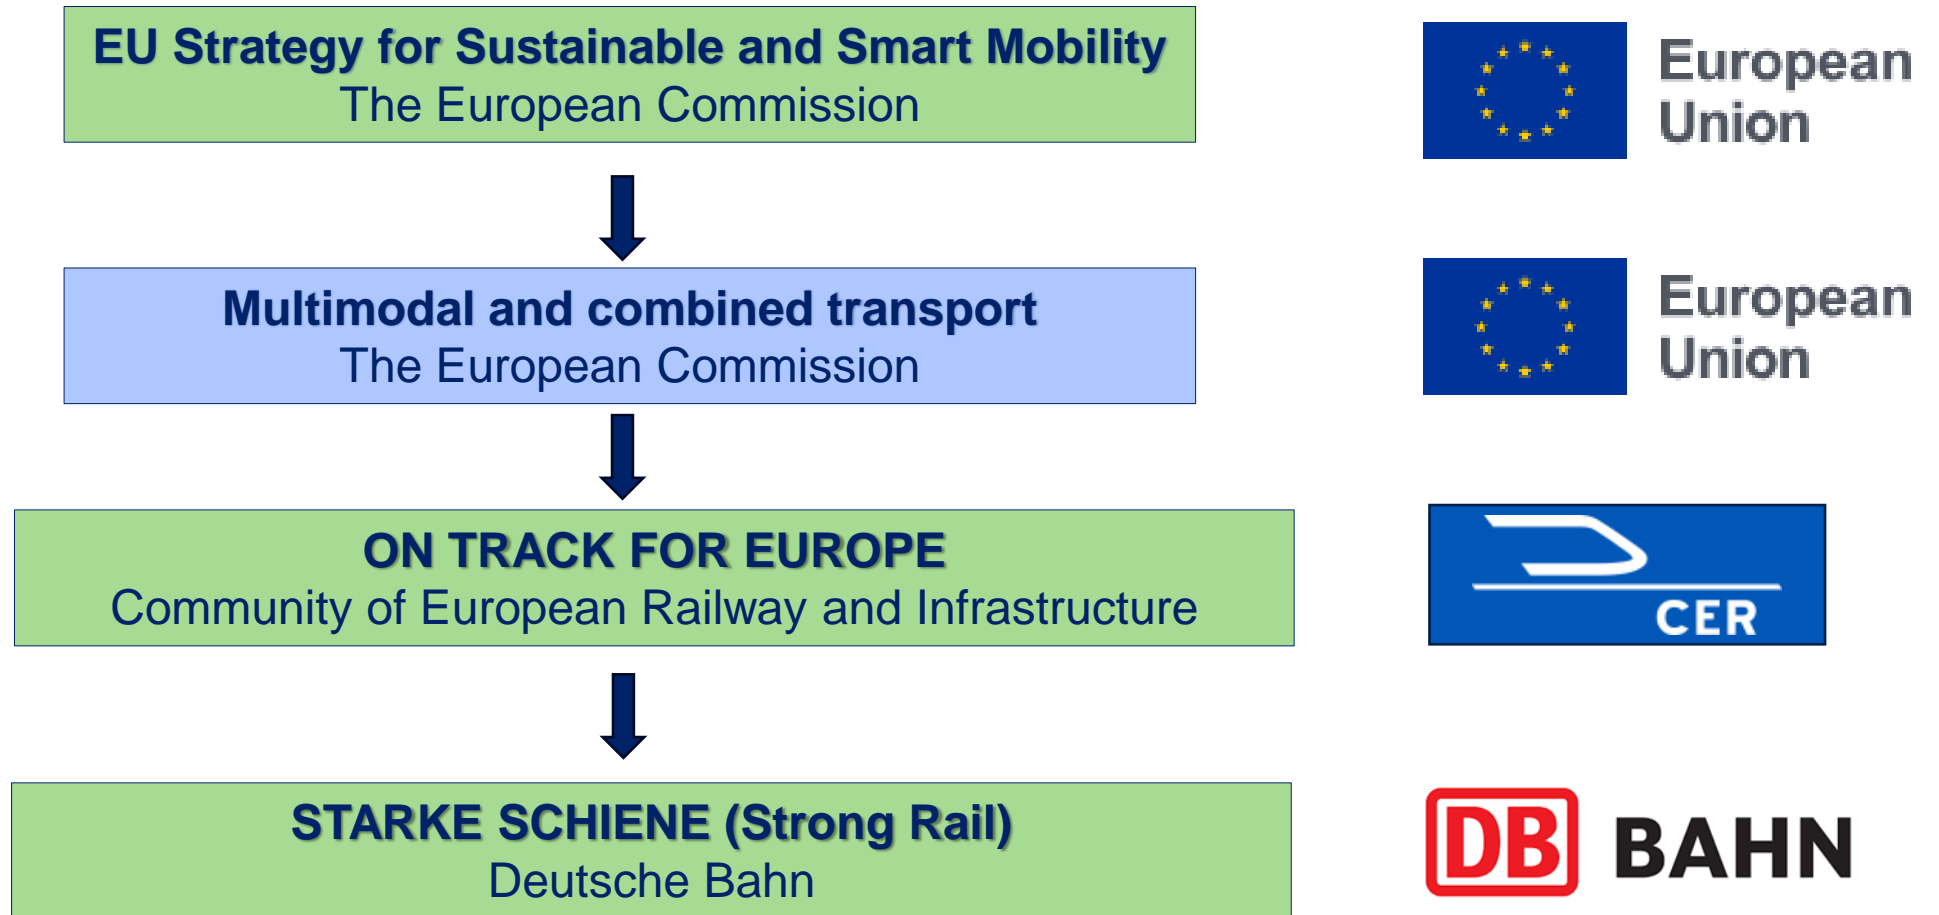 EU Strategy for Sustainable and Smart Mobility
The European Commission
European
Union
Multimodal and combined transport
The European Commission
European
Union
ON TRACK FOR EUROPE
Community of European Railway and Infrastructure
CER
STARKE SCHIENE (Strong Rail)
Deutsche Bahn
DB BAHN